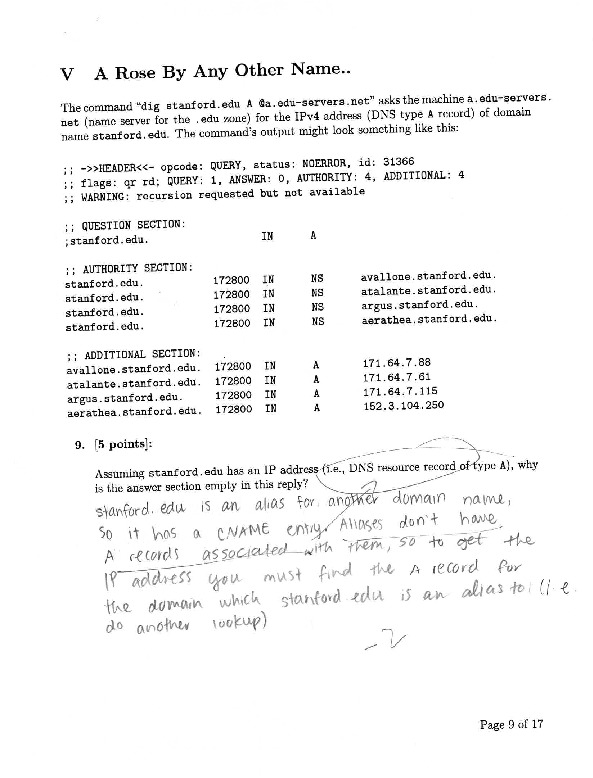 V A Rose By Any Other Name..
The command "dig stanford.edu A @a.edu-servers.net" asks the machine a.edu-servers.
net (name server for the .edu zone) for the IPv4 address (DNS type A record) of domain
name stanford.edu. The command's output might look something like this:
;; ->>HEADER<<- opcode: QUERY, status: NOERROR, id: 31366
;; flags: qr rd; QUERY: 1, ANSWER: 0, AUTHORITY: 4, ADDITIONAL: 4
;; WARNING: recursion requested but not available
;; QUESTION SECTION:
;stanford.edu. IN A
;; AUTHORITY SECTION:
stanford.edu. 172800 IN NS avallone.stanford.edu.
stanford.edu. 172800 IN NS atalante.stanford.edu.
stanford.edu. 172800 IN NS argus.stanford.edu.
stanford.edu. 172800 IN NS aerathea.stanford.edu.
;; ADDITIONAL SECTION:
avallone.stanford.edu. 172800 IN A 171.64.7.88
atalante.stanford.edu. 172800 IN A 171.64.7.61
argus.stanford.edu. 172800 IN A 171.64.7.115
aerathea.stanford.edu. 172800 IN A 152.3.104.250
9. [5 points]:
Assuming stanford.edu has an IP address (i.e., DNS resource record of type A), why
is the answer section empty in this reply? ?
stanford.edu is an alias for another domain name,
So it has a CNAME entry. Aliases don't have
A records associated with them, so to get the
IP address you must find the A record for
the domain which stanford.edu is an alias to. (I.e.
do another lookup)
-2
Page 9 of 17